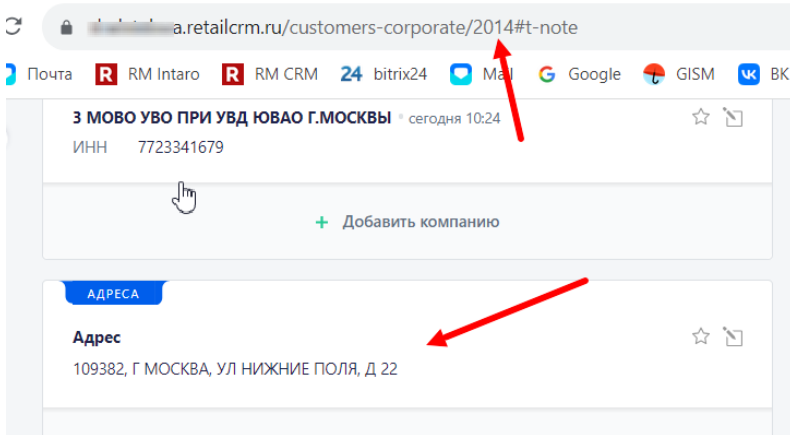 a.retailcrm.ru/customers-corporate/2014#t-note
Почта R RM Intaro R RM CRM 24 bitrix24 Mail G Google GISM VK ВК
3 МОВО УВО ПРИ УВД ЮВАО Г.МОСКВЫ • сегодня 10:24
ИНН 7723341679
+ Добавить компанию
АДРЕСА
Адрес
109382, Г МОСКВА, УЛ НИЖНИЕ ПОЛЯ, Д 22